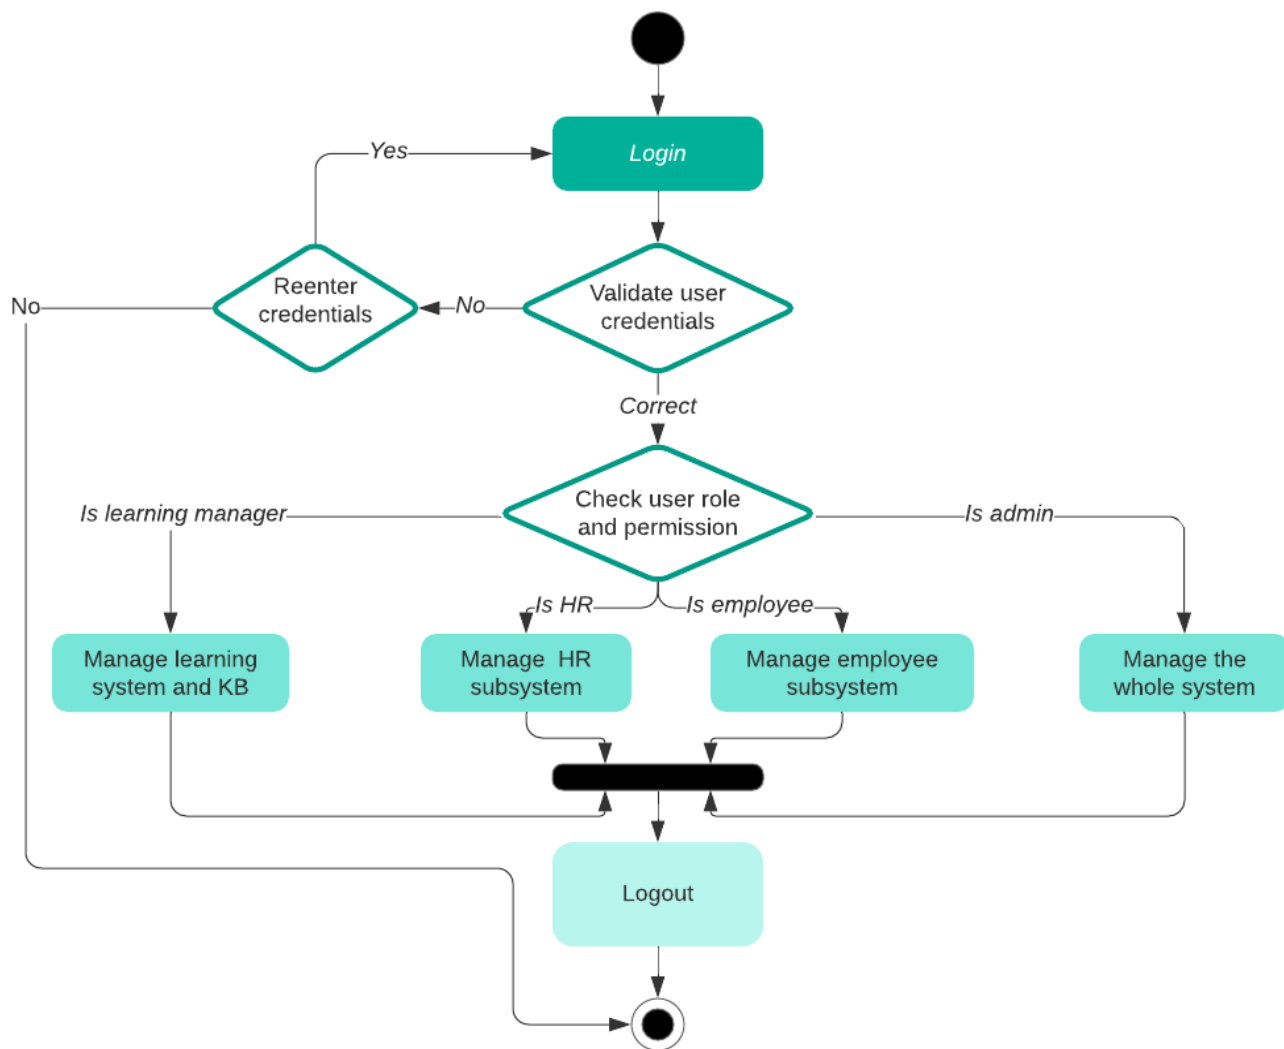 Login
Yes
Reenter
credentials
Validate user
credentials
No
No
Correct
Check user role
and permission
Is learning manager
Is admin
Is HR
Is employee
Manage learning
system and KB
Manage  HR
subsystem
Manage employee
subsystem
Manage the
whole system
Logout